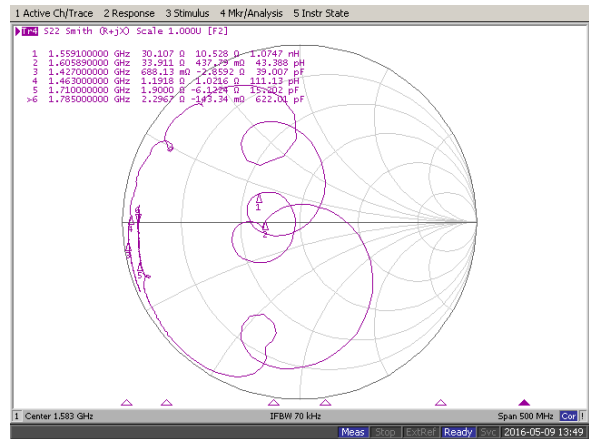 1 Active Ch/Trace 2 Response 3 Stimulus 4 Mkr/Analysis 5 Instr State
Tr4 S22 Smith (R+jX) Scale 1.000U [F2]
1 1.559100000 GHz 30.107 Ω 10.528 Ω 1.0747 nH
2 1.605890000 GHz 33.911 Ω 437.79 mΩ 43.388 pH
3 1.427000000 GHz 688.13 mΩ -2.8592 Ω 39.007 pF
4 1.463000000 GHz 1.1918 Ω 1.0216 Ω 111.13 pH
5 1.710000000 GHz 1.9000 Ω -6.1224 Ω 15.202 pF
>6 1.785000000 GHz 2.2967 Ω -143.34 mΩ 622.01 pF
1
2
4
5
1 Center 1.583 GHz IFBW 70 kHz Span 500 MHz Cor !
Meas Stop ExtRef Ready Svc 2016-05-09 13:49